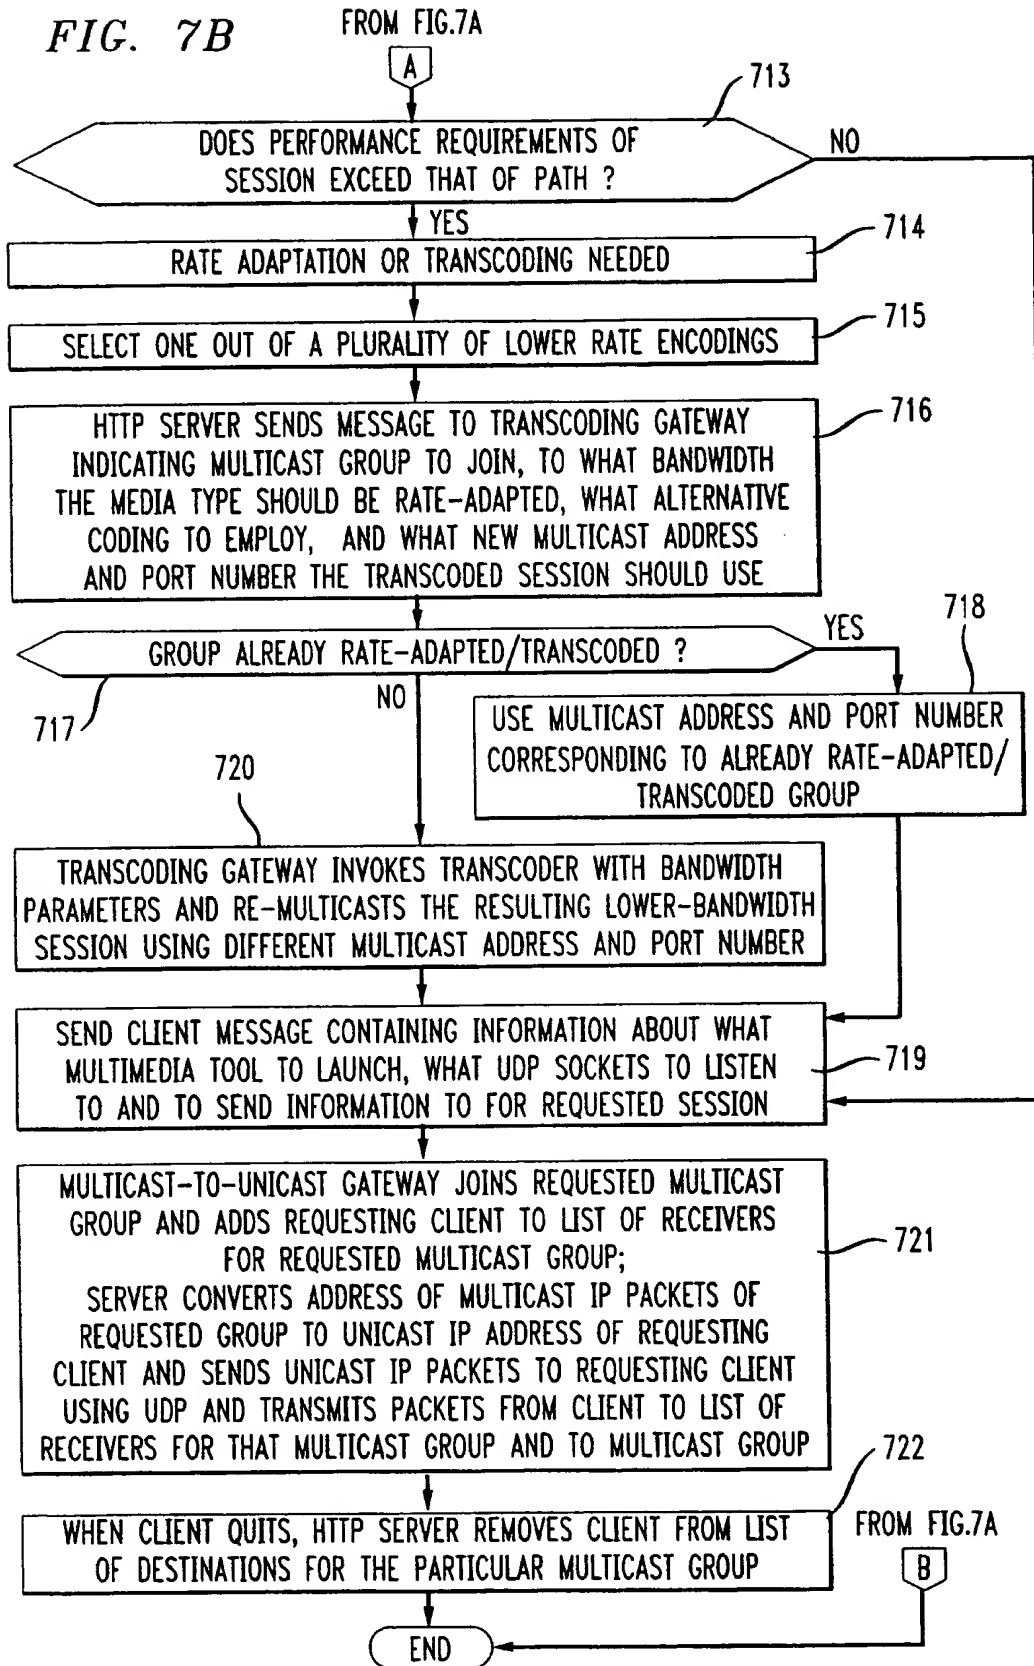 FIG. 7B
FROM FIG.7A
A
713
DOES PERFORMANCE REQUIREMENTS OF
SESSION EXCEED THAT OF PATH ?
NO
YES
714
RATE ADAPTATION OR TRANSCODING NEEDED
715
SELECT ONE OUT OF A PLURALITY OF LOWER RATE ENCODINGS
716
HTTP SERVER SENDS MESSAGE TO TRANSCODING GATEWAY
INDICATING MULTICAST GROUP TO JOIN, TO WHAT BANDWIDTH
THE MEDIA TYPE SHOULD BE RATE-ADAPTED, WHAT ALTERNATIVE
CODING TO EMPLOY, AND WHAT NEW MULTICAST ADDRESS
AND PORT NUMBER THE TRANSCODED SESSION SHOULD USE
GROUP ALREADY RATE-ADAPTED/TRANSCODED ?
YES
718
717
NO
USE MULTICAST ADDRESS AND PORT NUMBER
CORRESPONDING TO ALREADY RATE-ADAPTED/
TRANSCODED GROUP
720
TRANSCODING GATEWAY INVOKES TRANSCODER WITH BANDWIDTH
PARAMETERS AND RE-MULTICASTS THE RESULTING LOWER-BANDWIDTH
SESSION USING DIFFERENT MULTICAST ADDRESS AND PORT NUMBER
SEND CLIENT MESSAGE CONTAINING INFORMATION ABOUT WHAT
MULTIMEDIA TOOL TO LAUNCH, WHAT UDP SOCKETS TO LISTEN
TO AND TO SEND INFORMATION TO FOR REQUESTED SESSION
719
MULTICAST-TO-UNICAST GATEWAY JOINS REQUESTED MULTICAST
GROUP AND ADDS REQUESTING CLIENT TO LIST OF RECEIVERS
FOR REQUESTED MULTICAST GROUP;
SERVER CONVERTS ADDRESS OF MULTICAST IP PACKETS OF
REQUESTED GROUP TO UNICAST IP ADDRESS OF REQUESTING
CLIENT AND SENDS UNICAST IP PACKETS TO REQUESTING CLIENT
USING UDP AND TRANSMITS PACKETS FROM CLIENT TO LIST OF
RECEIVERS FOR THAT MULTICAST GROUP AND TO MULTICAST GROUP
721
722
WHEN CLIENT QUITS, HTTP SERVER REMOVES CLIENT FROM LIST
OF DESTINATIONS FOR THE PARTICULAR MULTICAST GROUP
FROM FIG.7A
B
END